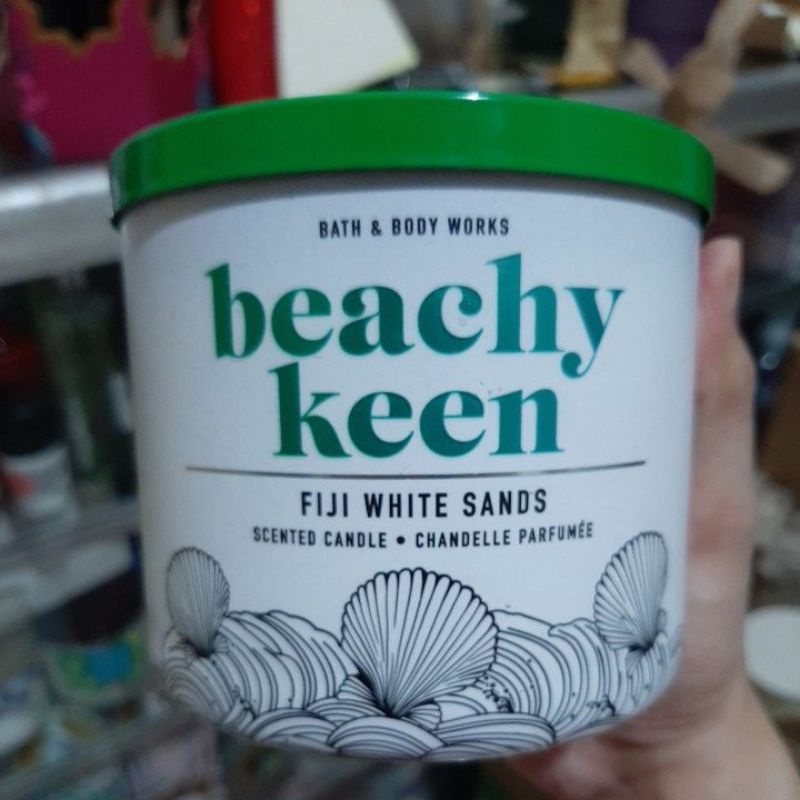 BATH & BODY WORKS
beachy
keen
FIJI WHITE SANDS
SCENTED CANDLE • CHANDELLE PARFUMÉE